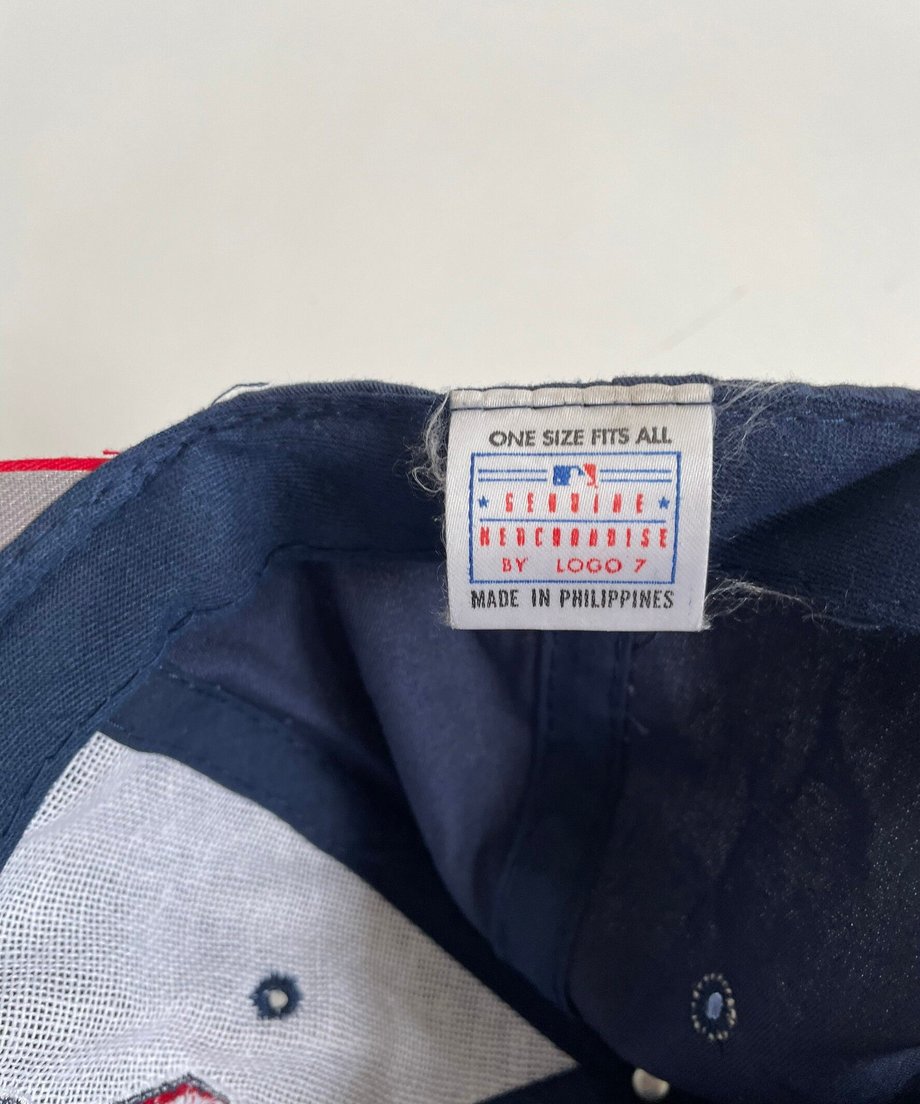 ONE SIZE FITS ALL
GENUINE
MERCHANDISE
BY LOGO 7
MADE IN PHILIPPINES